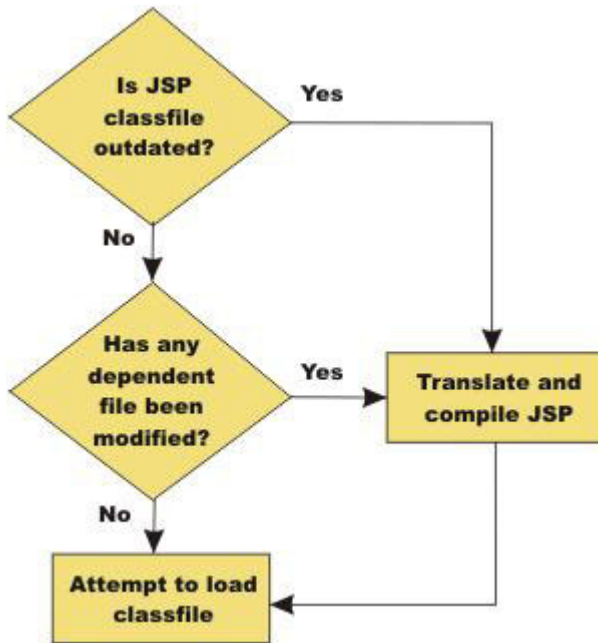 Is JSP
classfile
outdated?
Yes
No
Has any
dependent
file been
modified?
Yes
Translate and
compile JSP
No
Attempt to load
classfile